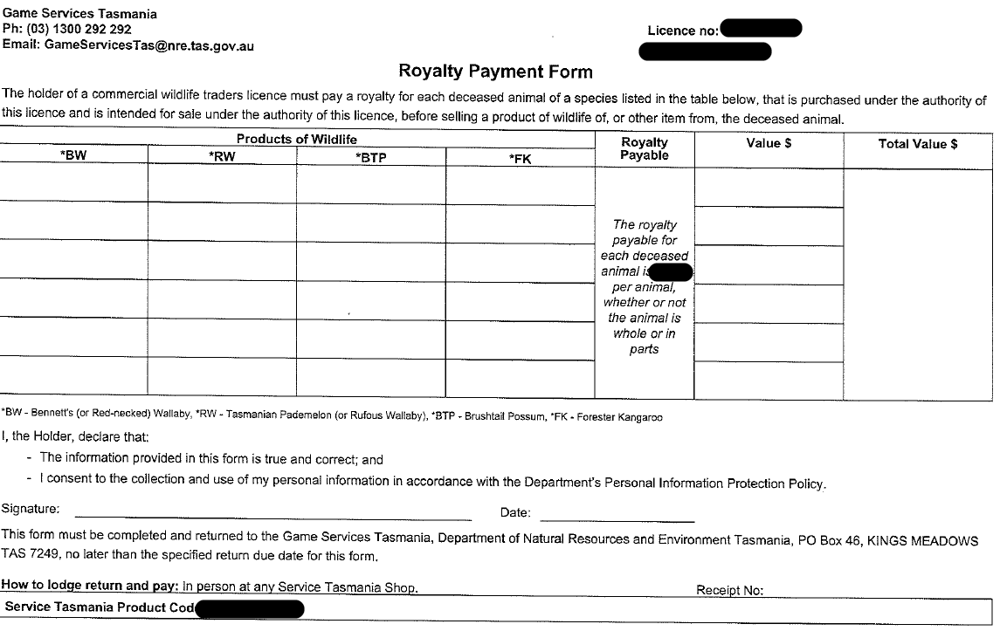 Game Services Tasmania
Ph: (03) 1300 292 292
Email: GameServicesTas@nre.tas.gov.au
Licence no:
Royalty Payment Form
The holder of a commercial wildlife traders licence must pay a royalty for each deceased animal of a species listed in the table below, that is purchased under the authority of
this licence and is intended for sale under the authority of this licence, before selling a product of wildlife of, or other item from, the deceased animal.
Products of Wildlife
*BW *RW *BTP *FK
Royalty
Payable
Value $
Total Value $
The royalty
payable for
each deceased
animal is
per animal,
whether or not
the animal is
whole or in
parts
*BW - Bennett's (or Red-necked) Wallaby, *RW - Tasmanian Pademelon (or Rufous Wallaby), *BTP - Brushtail Possum, *FK - Forester Kangaroo
I, the Holder, declare that:
- The information provided in this form is true and correct; and
- I consent to the collection and use of my personal information in accordance with the Department's Personal Information Protection Policy.
Signature: Date:
This form must be completed and returned to the Game Services Tasmania, Department of Natural Resources and Environment Tasmania, PO Box 46, KINGS MEADOWS
TAS 7249, no later than the specified return due date for this form.
How to lodge return and pay: In person at any Service Tasmania Shop. Receipt No:
Service Tasmania Product Cod